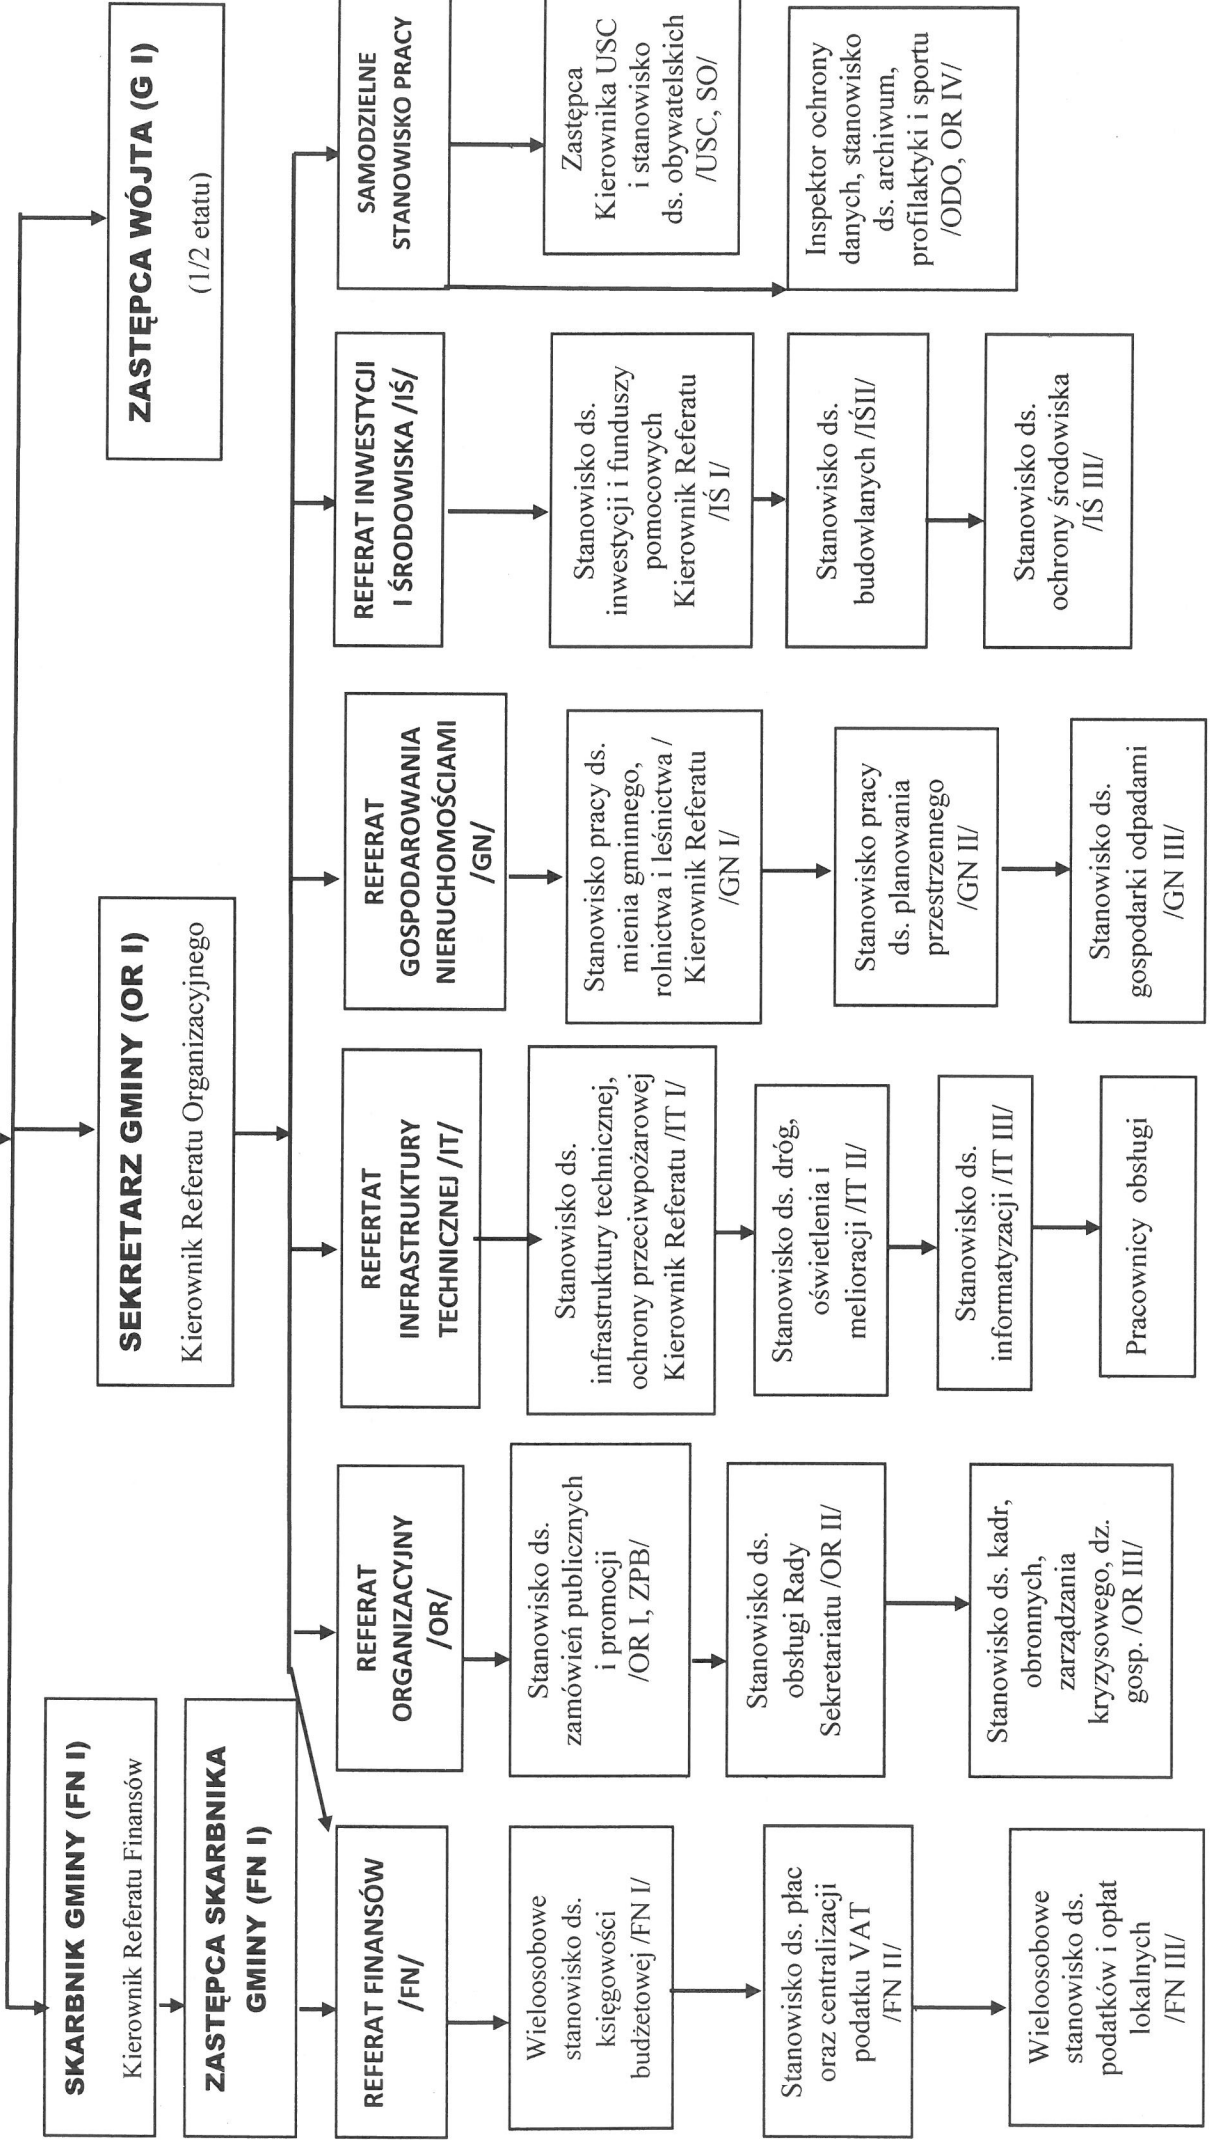 SKARBNIK GMINY (FN I)
Kierownik Referatu Finansów
ZASTĘPCA SKARBNIKA
GMINY (FN I)
SEKRETARZ GMINY (OR I)
Kierownik Referatu Organizacyjnego
ZASTĘPCA WÓJTA (G I)
(1/2 etatu)
REFERAT FINANSÓW
/FN/
Wieloosobowe
stanowisko ds.
księgowości
budżetowej /FN I/
Stanowisko ds. płac
oraz centralizacji
podatku VAT
/FN II/
Wieloosobowe
stanowisko ds.
podatków i opłat
lokalnych
/FN III/
REFERAT
ORGANIZACYJNY
/OR/
Stanowisko ds.
zamówień publicznych
i promocji
/OR I, ZPB/
Stanowisko ds.
obsługi Rady
Sekretariatu /OR II/
Stanowisko ds. kadr,
obronnych,
zarządzania
kryzysowego, dz.
gosp. /OR III/
REFERTAT
INFRASTRUKTURY
TECHNICZNEJ /IT/
Stanowisko ds.
infrastruktury technicznej,
ochrony przeciwpożarowej
Kierownik Referatu /IT I/
Stanowisko ds. dróg,
oświetlenia i
melioracji /IT II/
Stanowisko ds.
informatyzacji /IT III/
Pracownicy obsługi
REFERAT
GOSPODAROWANIA
NIERUCHOMOŚCIAMI
/GN/
Stanowisko pracy ds.
mienia gminnego,
rolnictwa i leśnictwa /
Kierownik Referatu
/GN I/
Stanowisko pracy
ds. planowania
przestrzennego
/GN II/
Stanowisko ds.
gospodarki odpadami
/GN III/
REFERAT INWESTYCJI
I ŚRODOWISKA /IŚ/
Stanowisko ds.
inwestycji i funduszy
pomocowych
Kierownik Referatu
/IŚ I/
Stanowisko ds.
budowlanych /IŚII/
Stanowisko ds.
ochrony środowiska
/IŚ III/
SAMODZIELNE
STANOWISKO PRACY
Zastępca
Kierownika USC
i stanowisko
ds. obywatelskich
/USC, SO/
Inspektor ochrony
danych, stanowisko
ds. archiwum,
profilaktyki i sportu
/ODO, OR IV/